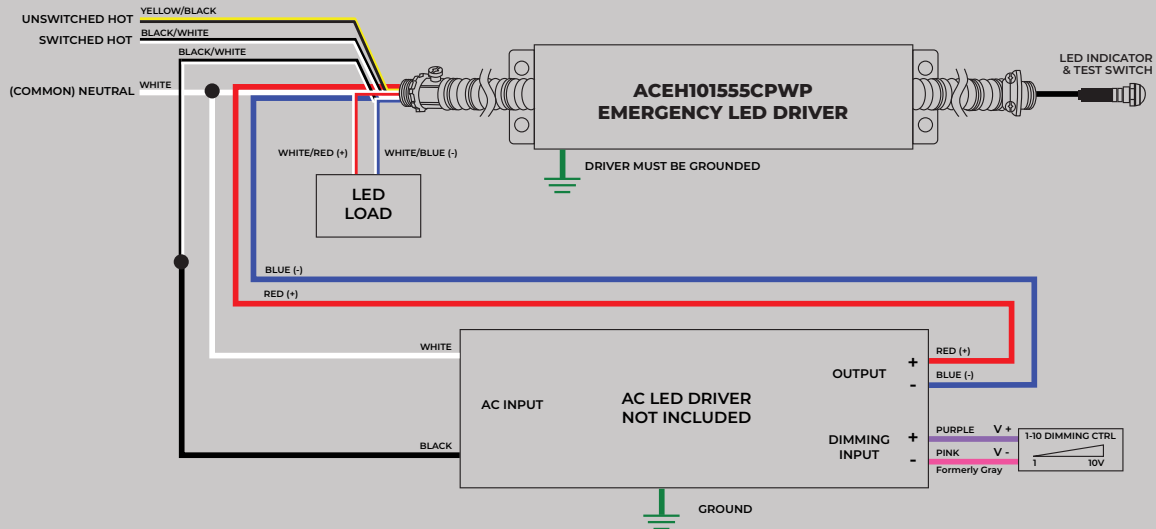 YELLOW/BLACK
UNSWITCHED HOT
BLACK/WHITE
SWITCHED HOT
BLACK/WHITE
WHITE
(COMMON) NEUTRAL
LED INDICATOR
& TEST SWITCH
ACEH101555CPWP
EMERGENCY LED DRIVER
WHITE/RED (+)
WHITE/BLUE (-)
DRIVER MUST BE GROUNDED
LED
LOAD
BLUE (-)
RED (+)
WHITE
RED (+)
+
OUTPUT
BLUE (-)
-
AC INPUT
AC LED DRIVER
NOT INCLUDED
BLACK
DIMMING
INPUT
+
-
PURPLE V +
PINK V -
Formerly Gray
1-10 DIMMING CTRL
1 10V
GROUND